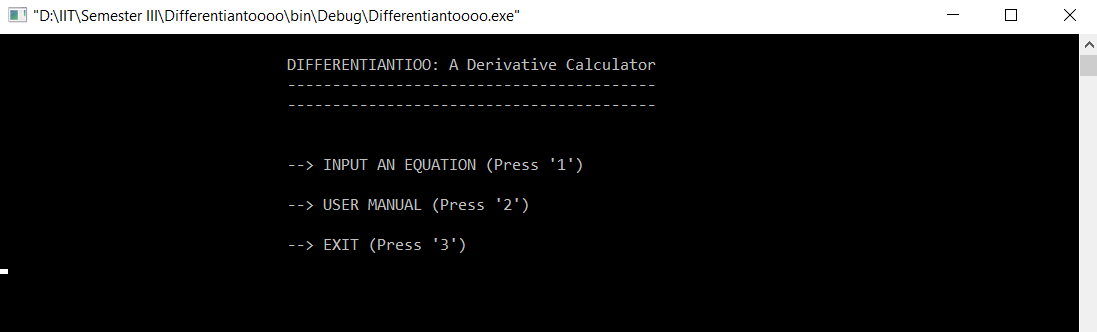 "D:\IIT\Semester III\Differentiantoooo\bin\Debug\Differentiantoooo.exe"
DIFFERENTIANTIOO: A Derivative Calculator
-----------------------------------------
-----------------------------------------
--> INPUT AN EQUATION (Press '1')
--> USER MANUAL (Press '2')
--> EXIT (Press '3')